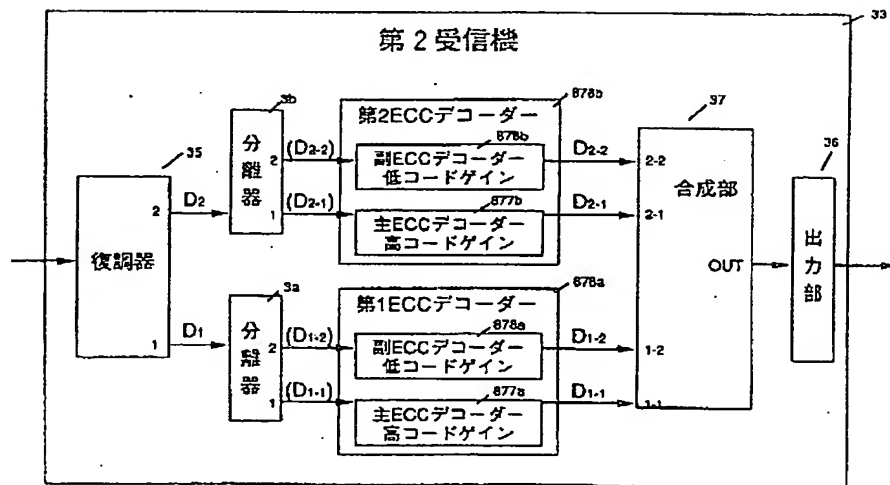 33
第2受信機
35
復調器
2
1
D2
D1
3b
分離器
2
1
(D2-2)
(D2-1)
3a
分離器
2
1
(D1-2)
(D1-1)
878b
第2ECCデコーダー
878b
副ECCデコーダー
低コードゲイン
877b
主ECCデコーダー
高コードゲイン
878a
第1ECCデコーダー
878a
副ECCデコーダー
低コードゲイン
877a
主ECCデコーダー
高コードゲイン
D2-2
D2-1
D1-2
D1-1
37
2-2
合成部
2-1
OUT
1-2
1-1
36
出力部